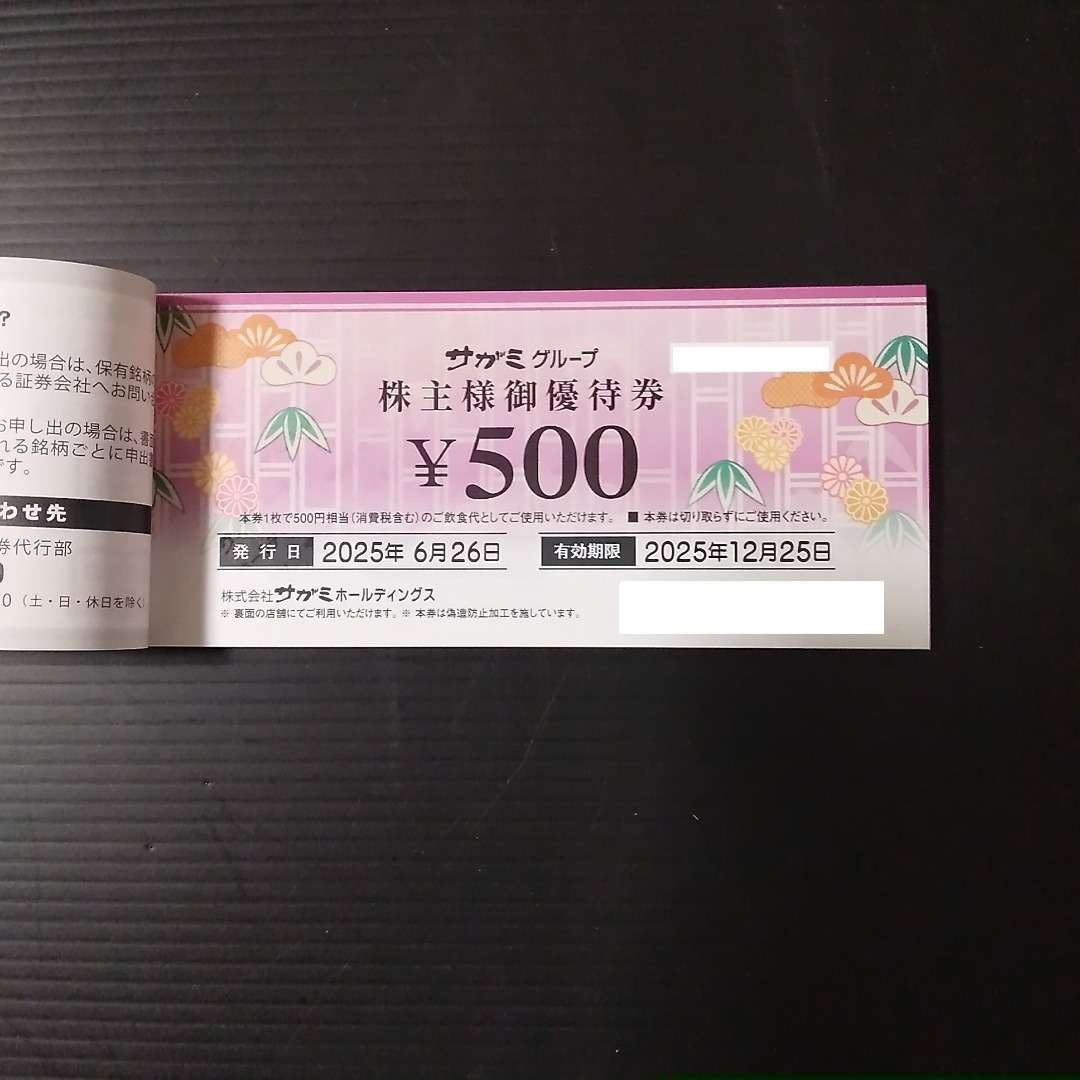 ?
出の場合は、保有銘柄の
る証券会社へお問い
お申し出の場合は、書面
れる銘柄ごとに申出
です。
わせ先
券代行部
0
0（土・日・休日を除く）
サガミグループ
株主様御優待券
¥500
本券1枚で500円相当（消費税含む）のご飲食代としてご使用いただけます。 ■ 本券は切り取らずにご使用ください。
発行日 2025年 6月26日
有効期限 2025年12月25日
株式会社サガミホールディングス
※ 裏面の店舗にてご利用いただけます。※ 本券は偽造防止加工を施しています。